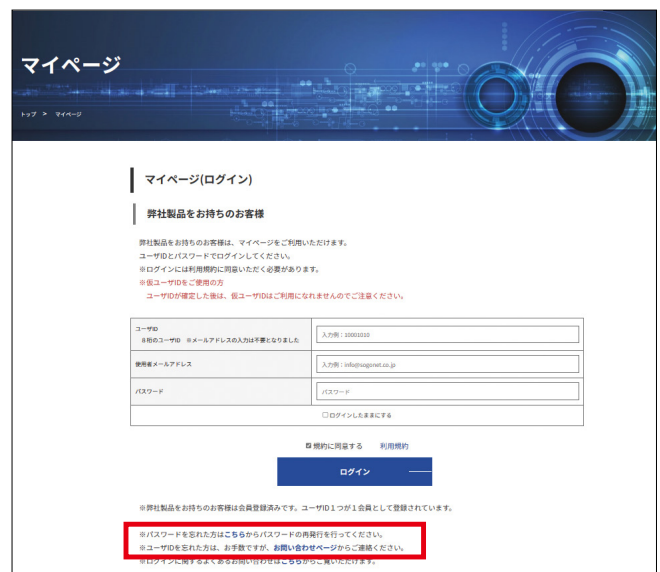 マイページ
トップ > マイページ
マイページ(ログイン)
弊社製品をお持ちのお客様
弊社製品をお持ちのお客様は、マイページをご利用いただけます。
ユーザIDとパスワードでログインしてください。
※ログインには利用規約に同意いただく必要があります。
※仮ユーザIDをご使用の方
ユーザIDが確定した後は、仮ユーザIDはご利用になれませんのでご注意ください。
ユーザID
8桁のユーザID ※メールアドレスの入力は不要となりました
入力例：10001010
使用者メールアドレス
入力例：info@sogonet.co.jp
パスワード
パスワード
ログインしたままにする
規約に同意する 利用規約
ログイン
※弊社製品をお持ちのお客様は会員登録済みです。ユーザID１つが１会員として登録されています。
※パスワードを忘れた方はこちらからパスワードの再発行を行ってください。
※ユーザIDを忘れた方は、お手数ですが、お問い合わせページからご連絡ください。
※ログインに関するよくあるお問い合わせはこちらからご覧いただけます。